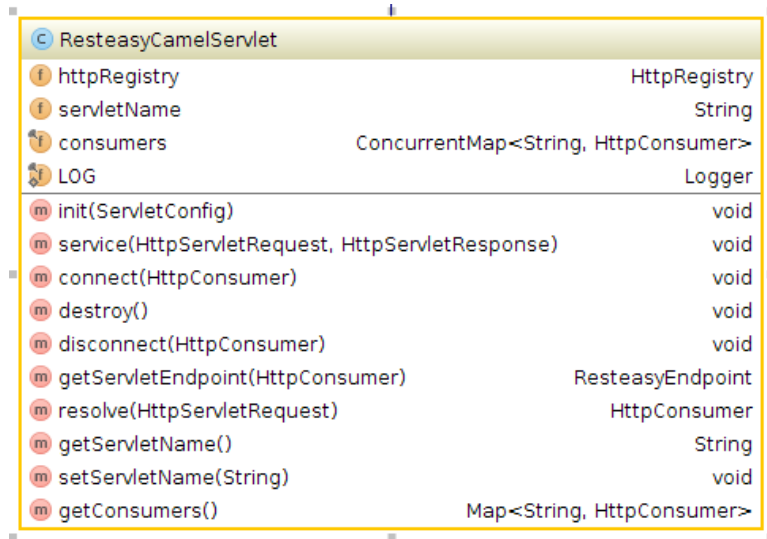 C ResteasyCamelServlet
f httpRegistry HttpRegistry
f servletName String
f consumers ConcurrentMap<String, HttpConsumer>
f LOG Logger
m init(ServletConfig) void
m service(HttpServletRequest, HttpServletResponse) void
m connect(HttpConsumer) void
m destroy() void
m disconnect(HttpConsumer) void
m getServletEndpoint(HttpConsumer) ResteasyEndpoint
m resolve(HttpServletRequest) HttpConsumer
m getServletName() String
m setServletName(String) void
m getConsumers() Map<String, HttpConsumer>